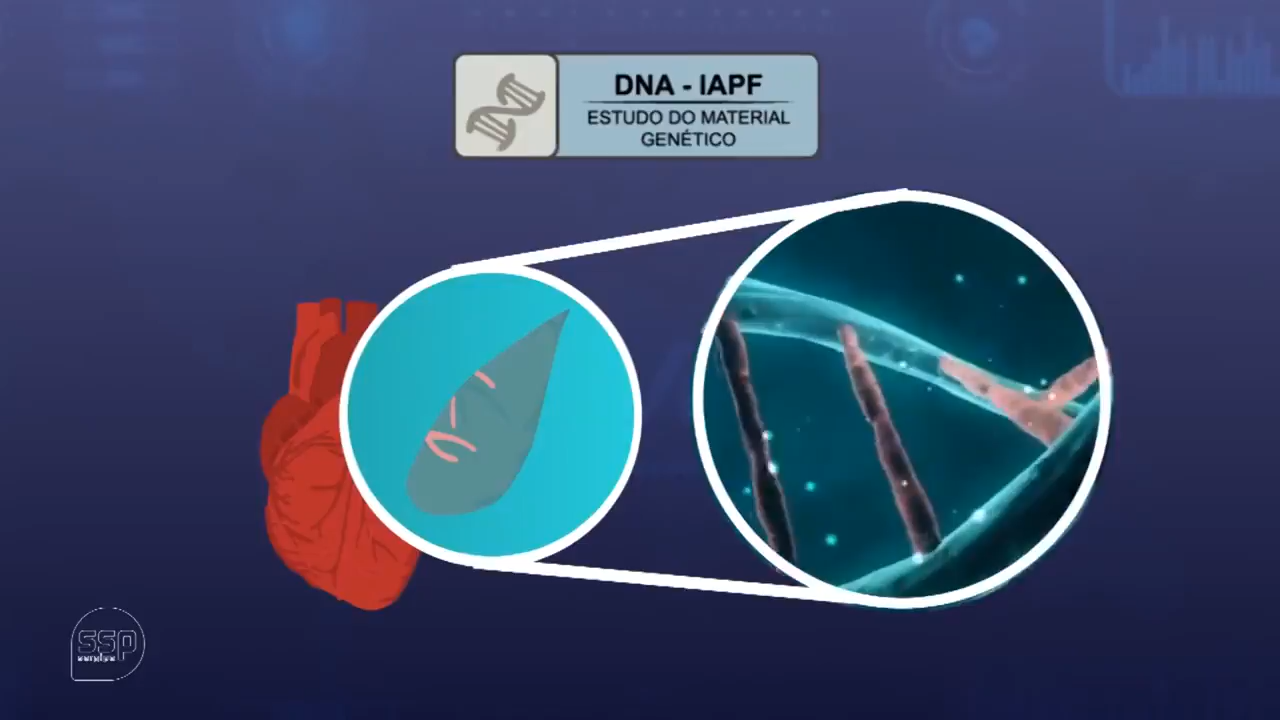 DNA - IAPF
ESTUDO DO MATERIAL
GENÉTICO
SSP